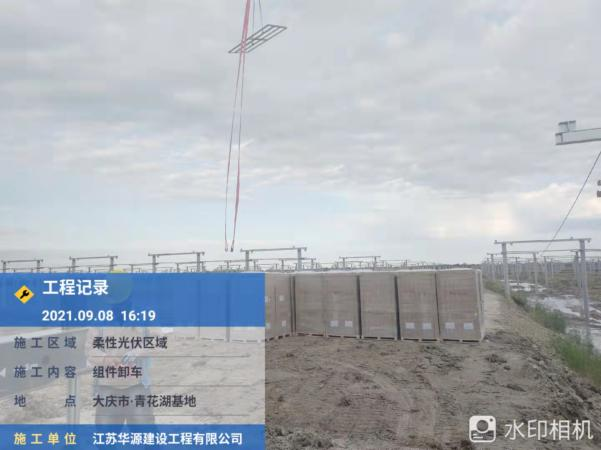 工程记录
2021.09.08 16:19
施工区域 柔性光伏区域
施工内容 组件卸车
地点 大庆市·青花湖基地
施工单位 江苏华源建设工程有限公司
水印相机